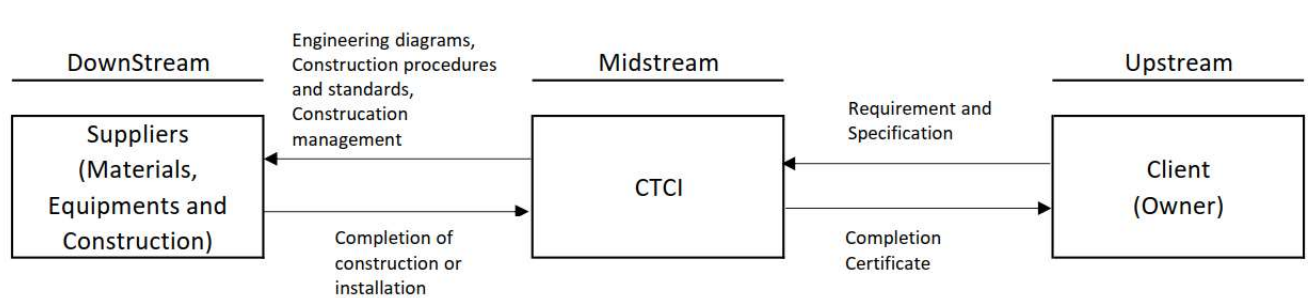 DownStream
Engineering diagrams,
Construction procedures
and standards,
Construcation
management
Midstream
Requirement and
Specification
Upstream
Suppliers
(Materials,
Equipments and
Construction)
CTCI
Client
(Owner)
Completion of
construction or
installation
Completion
Certificate